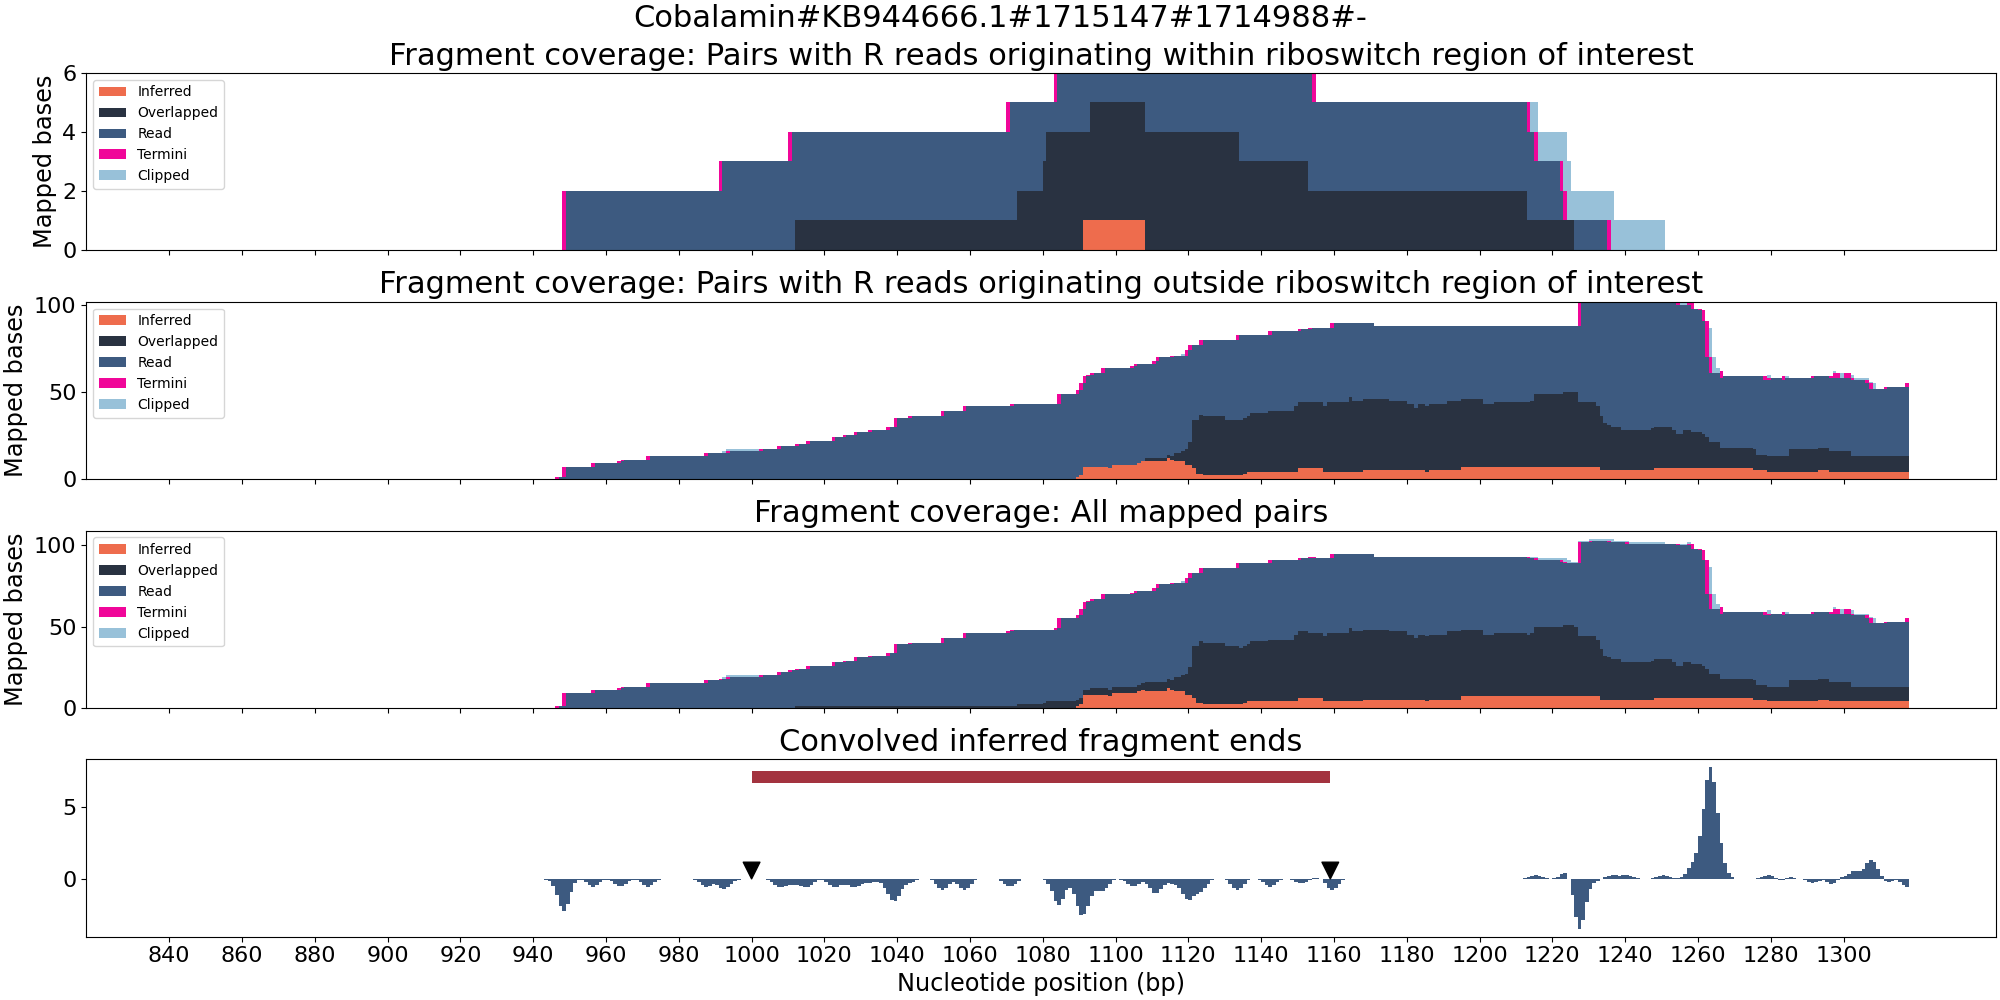 Cobalamin#KB944666.1#1715147#1714988#-
Fragment coverage: Pairs with R reads originating within riboswitch region of interest
Mapped bases
6
4
2
0
Inferred
Overlapped
Read
Termini
Clipped
Fragment coverage: Pairs with R reads originating outside riboswitch region of interest
Mapped bases
100
50
0
Inferred
Overlapped
Read
Termini
Clipped
Fragment coverage: All mapped pairs
Mapped bases
100
50
0
Inferred
Overlapped
Read
Termini
Clipped
Convolved inferred fragment ends
5
0
840 860 880 900 920 940 960 980 1000 1020 1040 1060 1080 1100 1120 1140 1160 1180 1200 1220 1240 1260 1280 1300
Nucleotide position (bp)